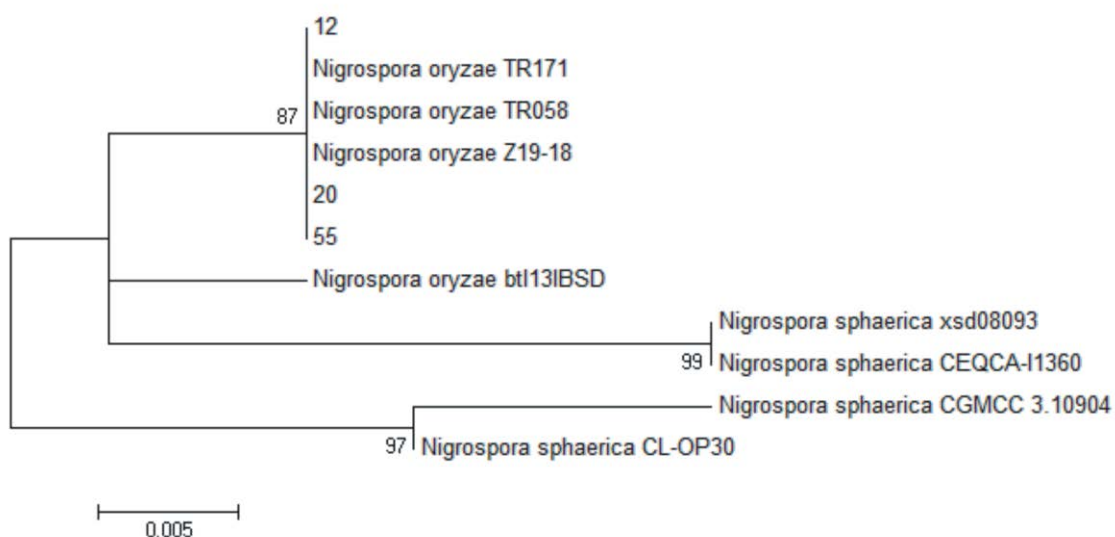 12
Nigrospora oryzae TR171
Nigrospora oryzae TR058
87
Nigrospora oryzae Z19-18
20
55
Nigrospora oryzae btl13IBSD
Nigrospora sphaerica xsd08093
99
Nigrospora sphaerica CEQCA-I1360
Nigrospora sphaerica CGMCC 3.10904
97
Nigrospora sphaerica CL-OP30
0.005